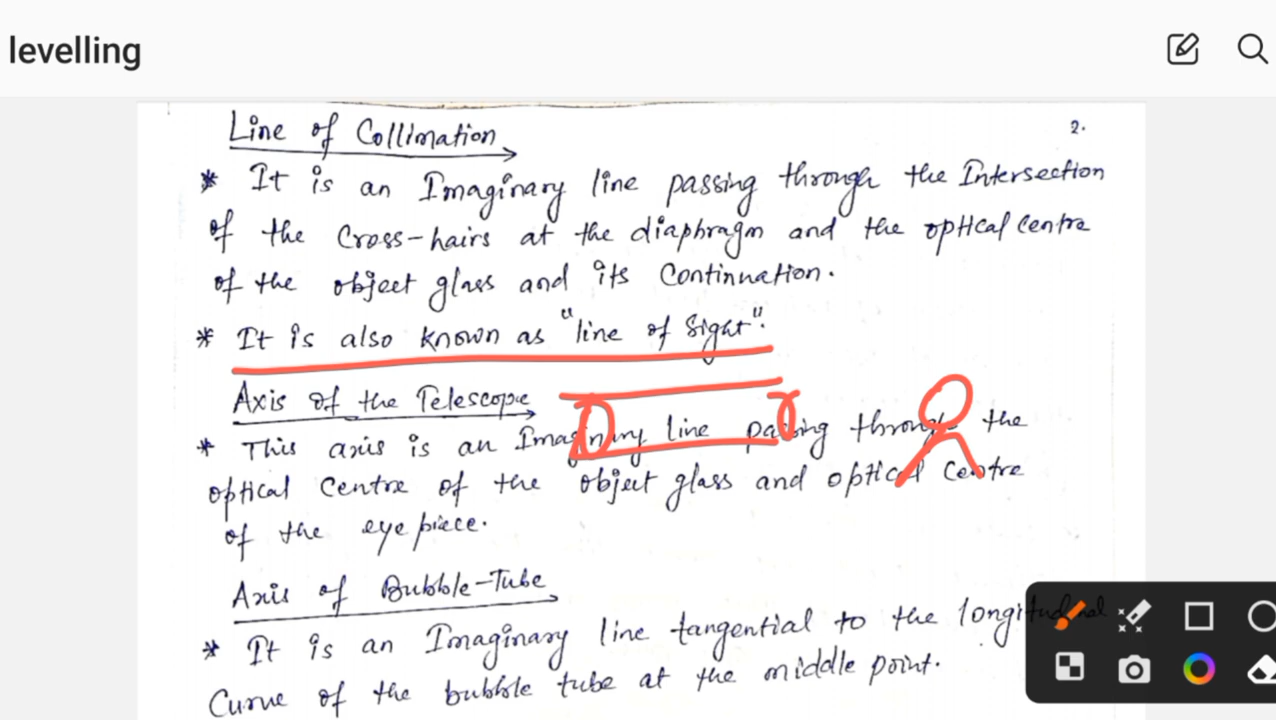 levelling
2.
Line of Collimation
* It is an Imaginary line passing through the Intersection
of the Cross-hairs at the diaphragm and the optical centre
of the object glass and its Continuation.
* It is also known as "line of Sight".
Axis of the Telescope
* This axis is an Imaginary line passing through the
optical Centre of the object glass and optical Centre
of the eye piece.
Axis of Bubble-Tube
* It is an Imaginary line tangential to the longitudinal
Curve of the bubble tube at the middle point.